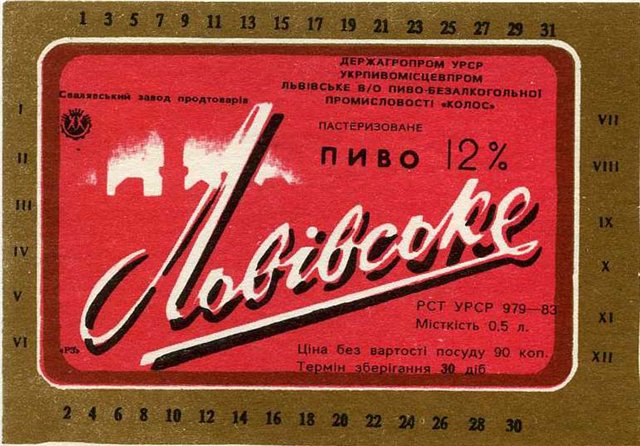 1 3 5 7 9 11 13 14 15 17 19 21 23 25 27 29 31
ДЕРЖАГРОПРОМ УРСР
УКРПИВОМІСЦЕВПРОМ
ЛЬВІВСЬКЕ В/О ПИВО-БЕЗАЛКОГОЛЬНОЇ
ПРОМИСЛОВОСТІ «КОЛОС»
Свалявський завод продтоварів
ПАСТЕРИЗОВАНЕ
ПИВО 12%
Львівське
РСТ УРСР 979—83
Місткість 0.5 л.
Ціна без вартості посуду 90 коп.
Термін зберігання 30 діб
«РЗ»
I
II
III
IV
V
VI
VII
VIII
IX
X
XI
XII
2 4 6 8 10 12 14 15 16 18 20 22 24 26 28 30